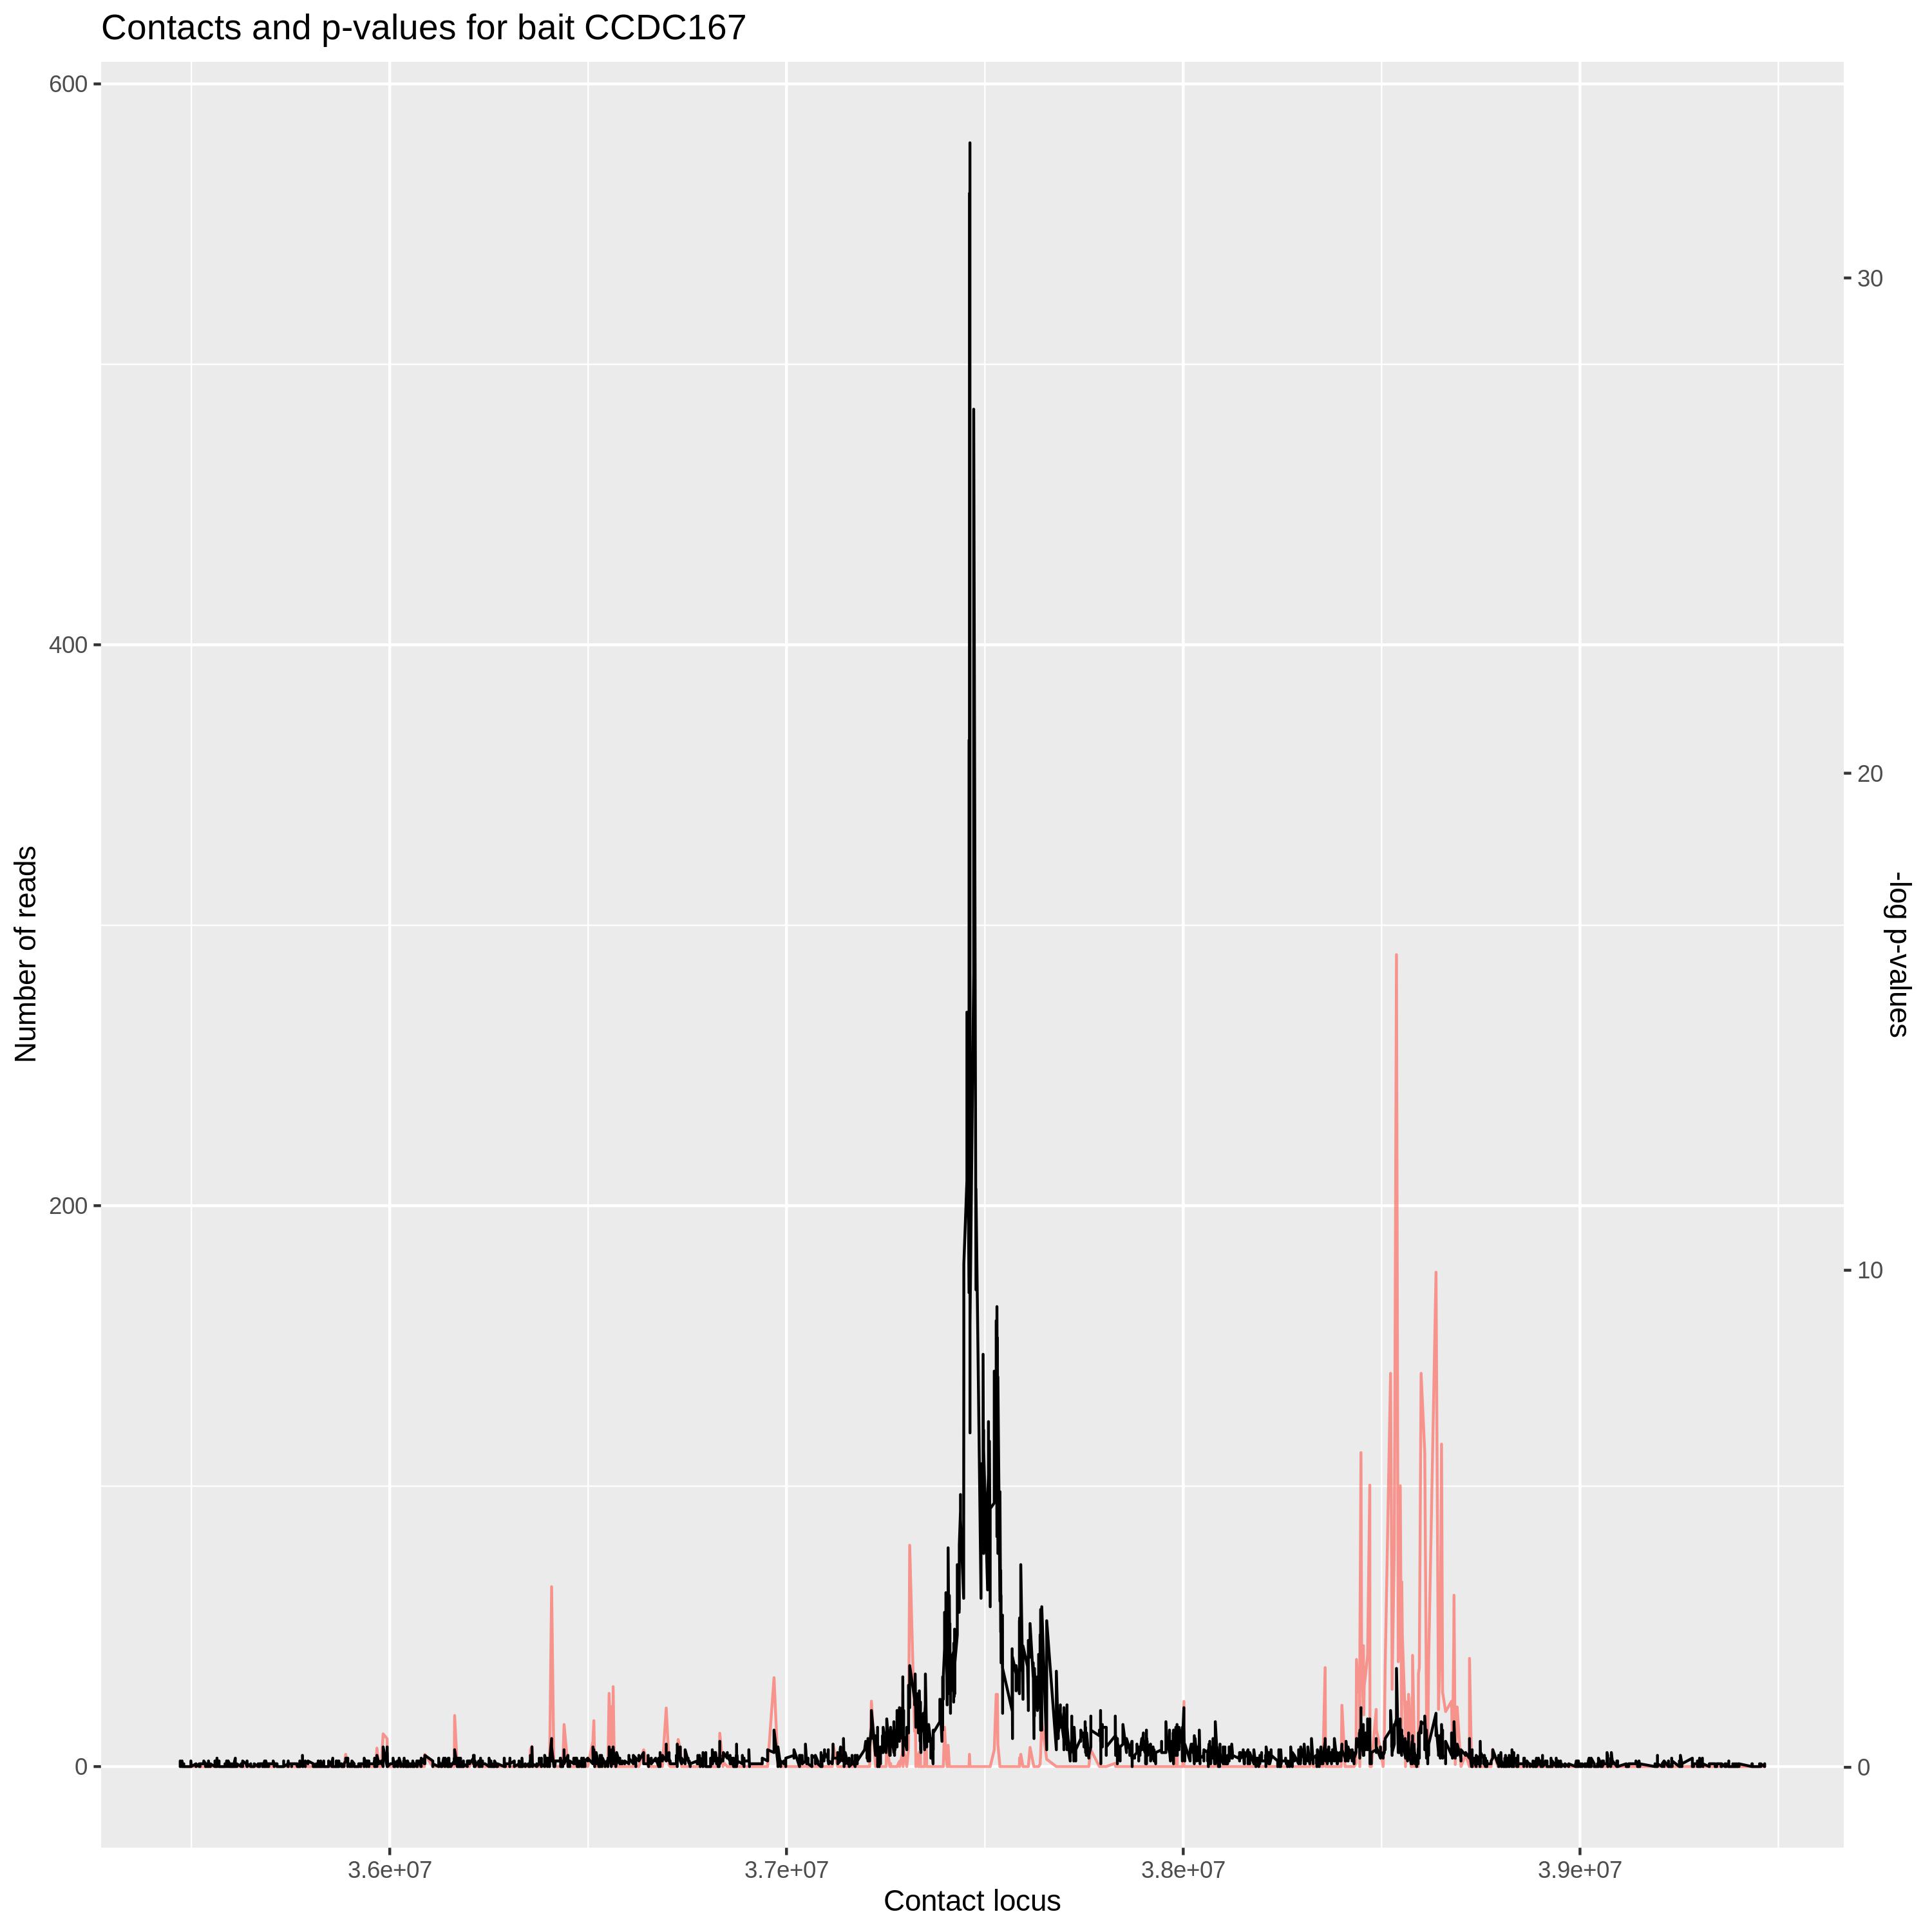 Contacts and p-values for bait CCDC167
600
400
200
0
Number of reads
30
20
10
0
-log p-values
3.6e+07
3.7e+07
3.8e+07
3.9e+07
Contact locus